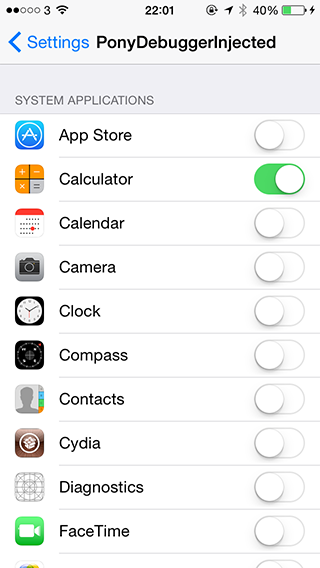 3 22:01 40%
Settings PonyDebuggerInjected
SYSTEM APPLICATIONS
App Store
Calculator
Calendar
Camera
Clock
Compass
Contacts
Cydia
Diagnostics
FaceTime